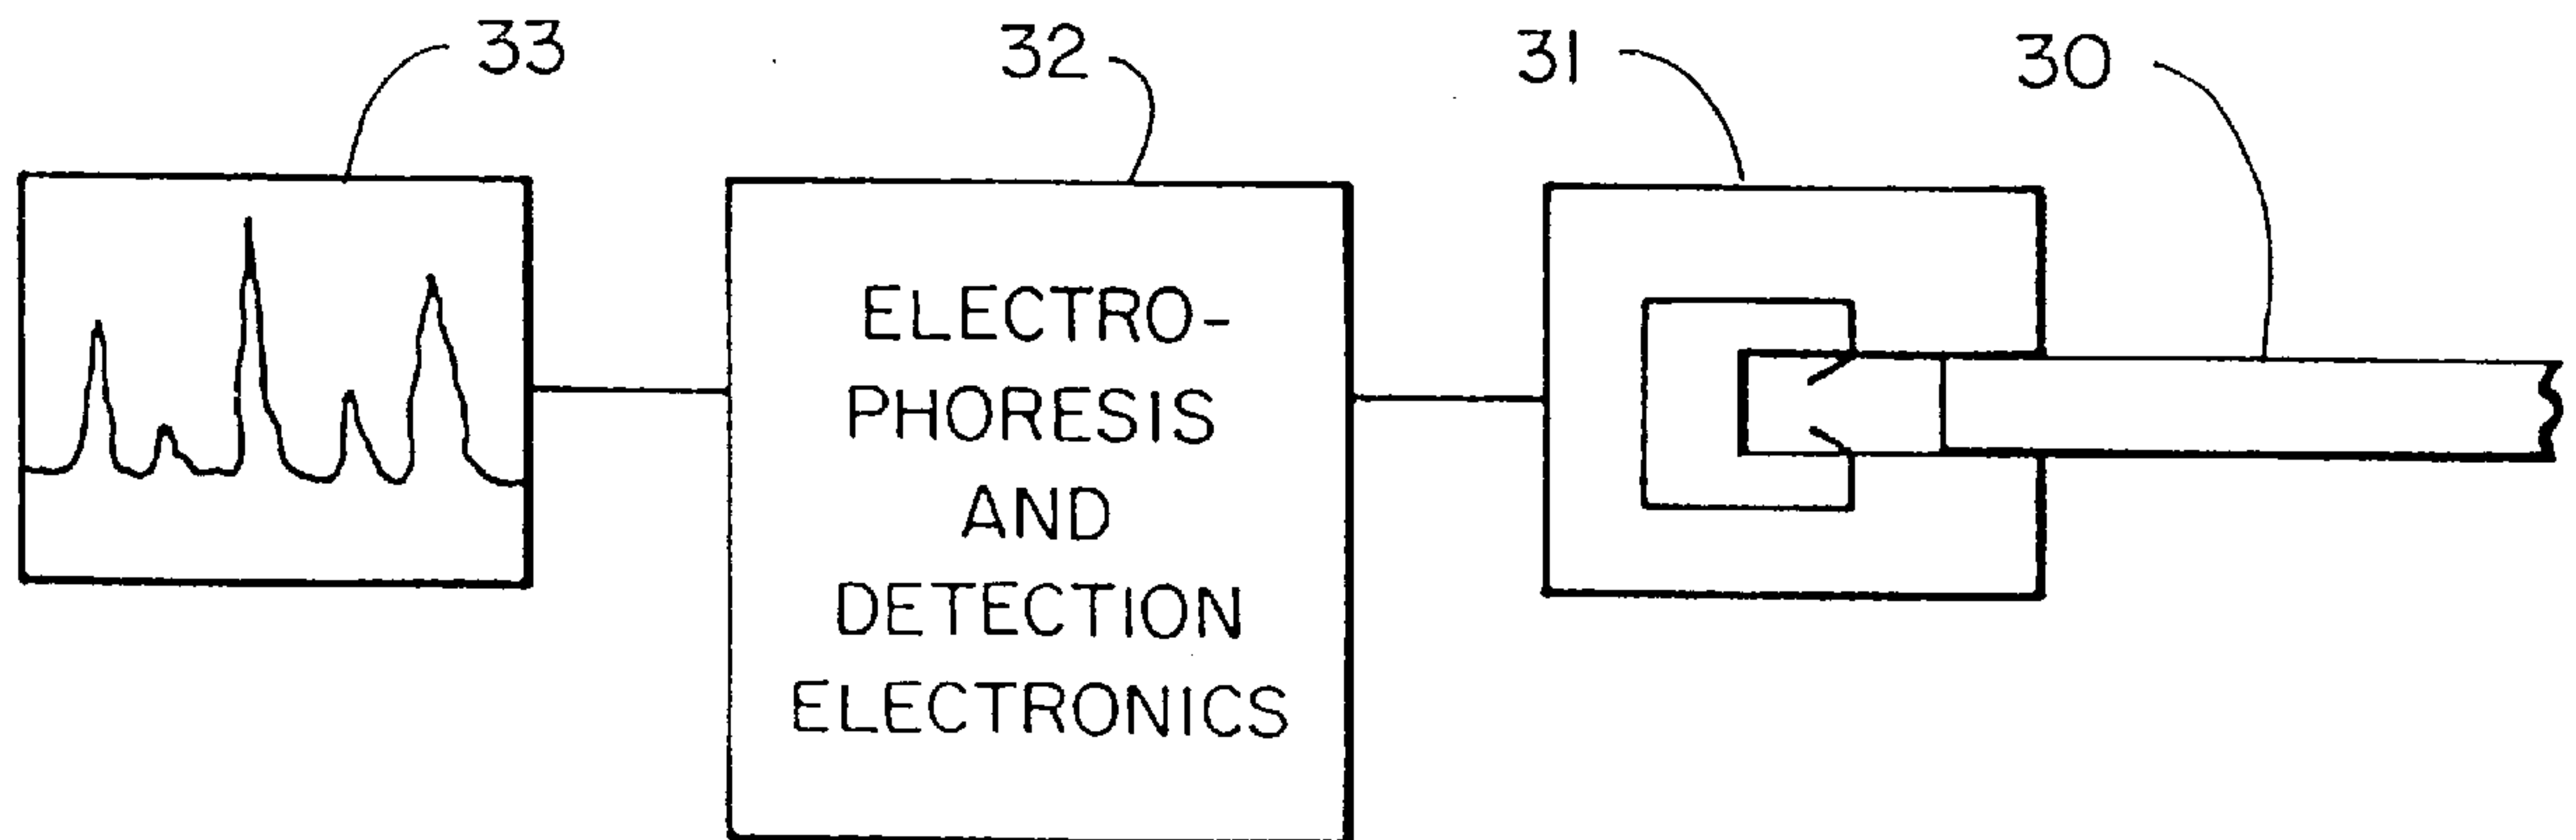 33
32
31
30
ELECTRO-
PHORESIS
AND
DETECTION
ELECTRONICS